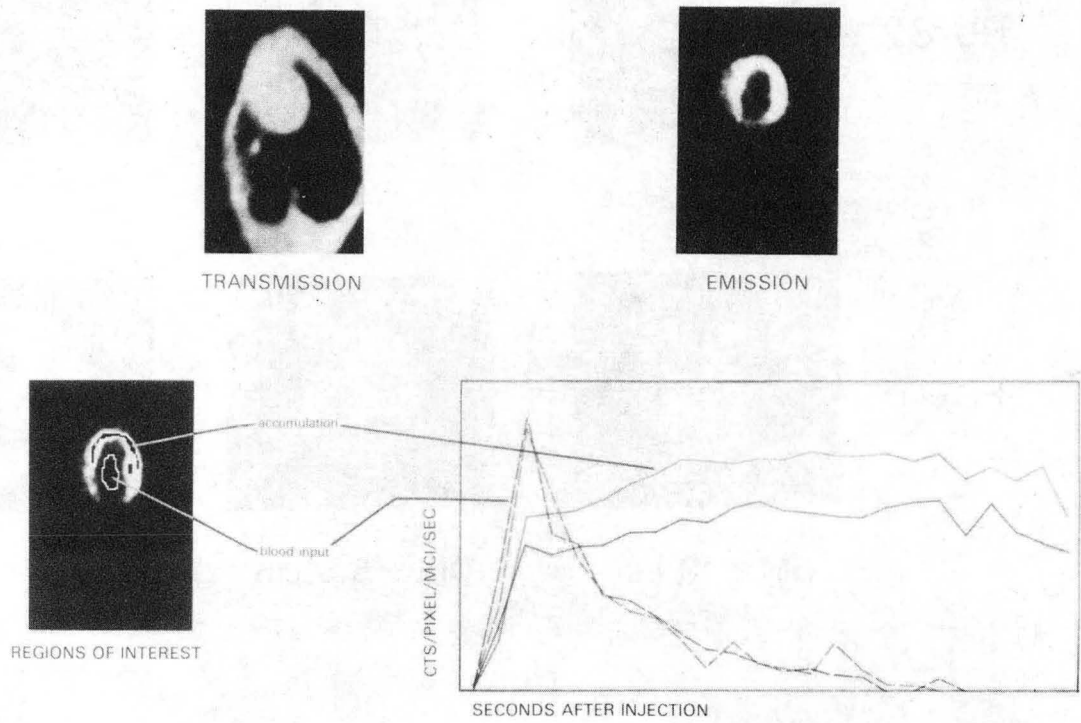 TRANSMISSION
EMISSION
accumulation
blood input
REGIONS OF INTEREST
CTS/PIXEL/MCI/SEC
SECONDS AFTER INJECTION